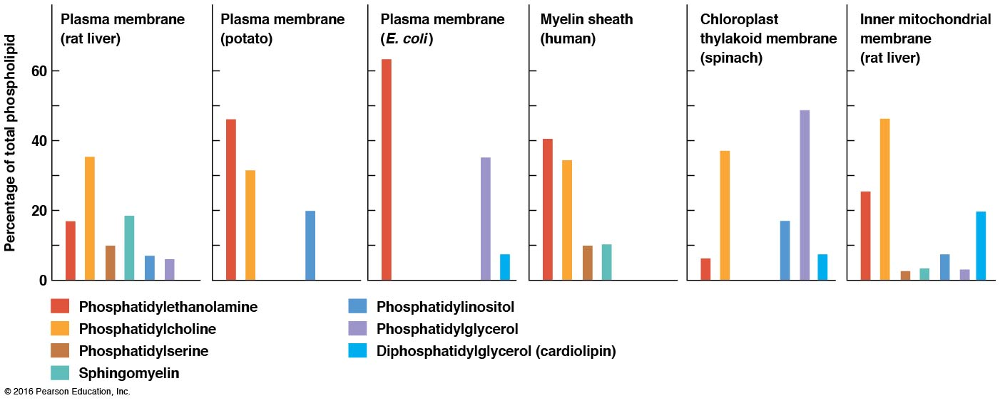 Plasma membrane
(rat liver)
Plasma membrane
(potato)
Plasma membrane
(E. coli)
Myelin sheath
(human)
Chloroplast
thylakoid membrane
(spinach)
Inner mitochondrial
membrane
(rat liver)
Percentage of total phospholipid
60
40
20
0
Phosphatidylethanolamine
Phosphatidylcholine
Phosphatidylserine
Sphingomyelin
Phosphatidylinositol
Phosphatidylglycerol
Diphosphatidylglycerol (cardiolipin)
© 2016 Pearson Education, Inc.